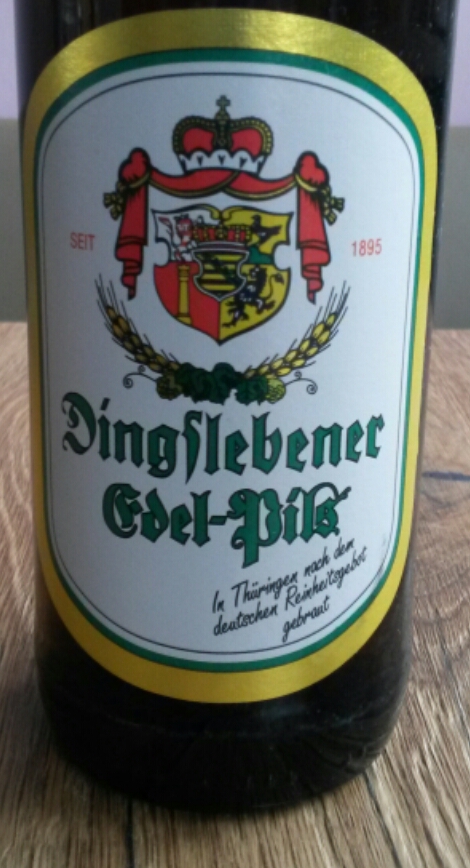 SEIT 1895
Dingslebener
Edel-Pils
In Thüringen nach dem
deutschen Reinheitsgebot
gebraut